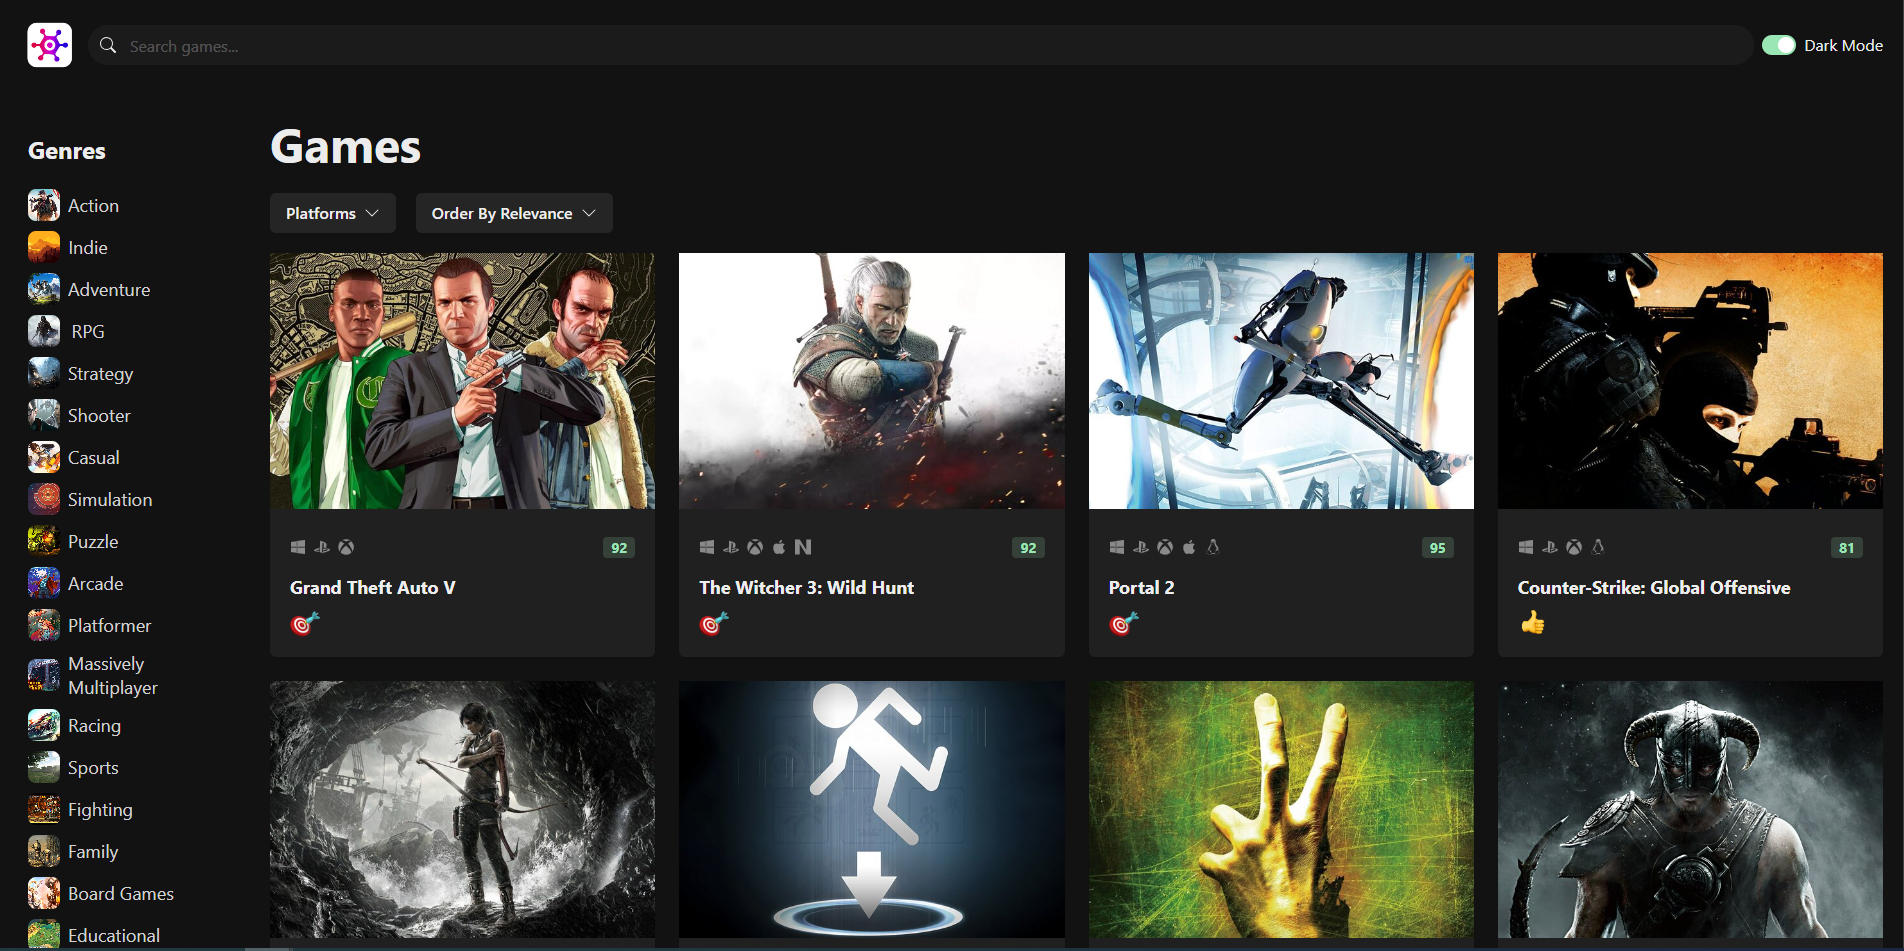 Search games...
Dark Mode
Genres
Action
Indie
Adventure
RPG
Strategy
Shooter
Casual
Simulation
Puzzle
Arcade
Platformer
Massively
Multiplayer
Racing
Sports
Fighting
Family
Board Games
Educational
Games
Platforms
Order By Relevance
92
Grand Theft Auto V
92
The Witcher 3: Wild Hunt
95
Portal 2
81
Counter-Strike: Global Offensive